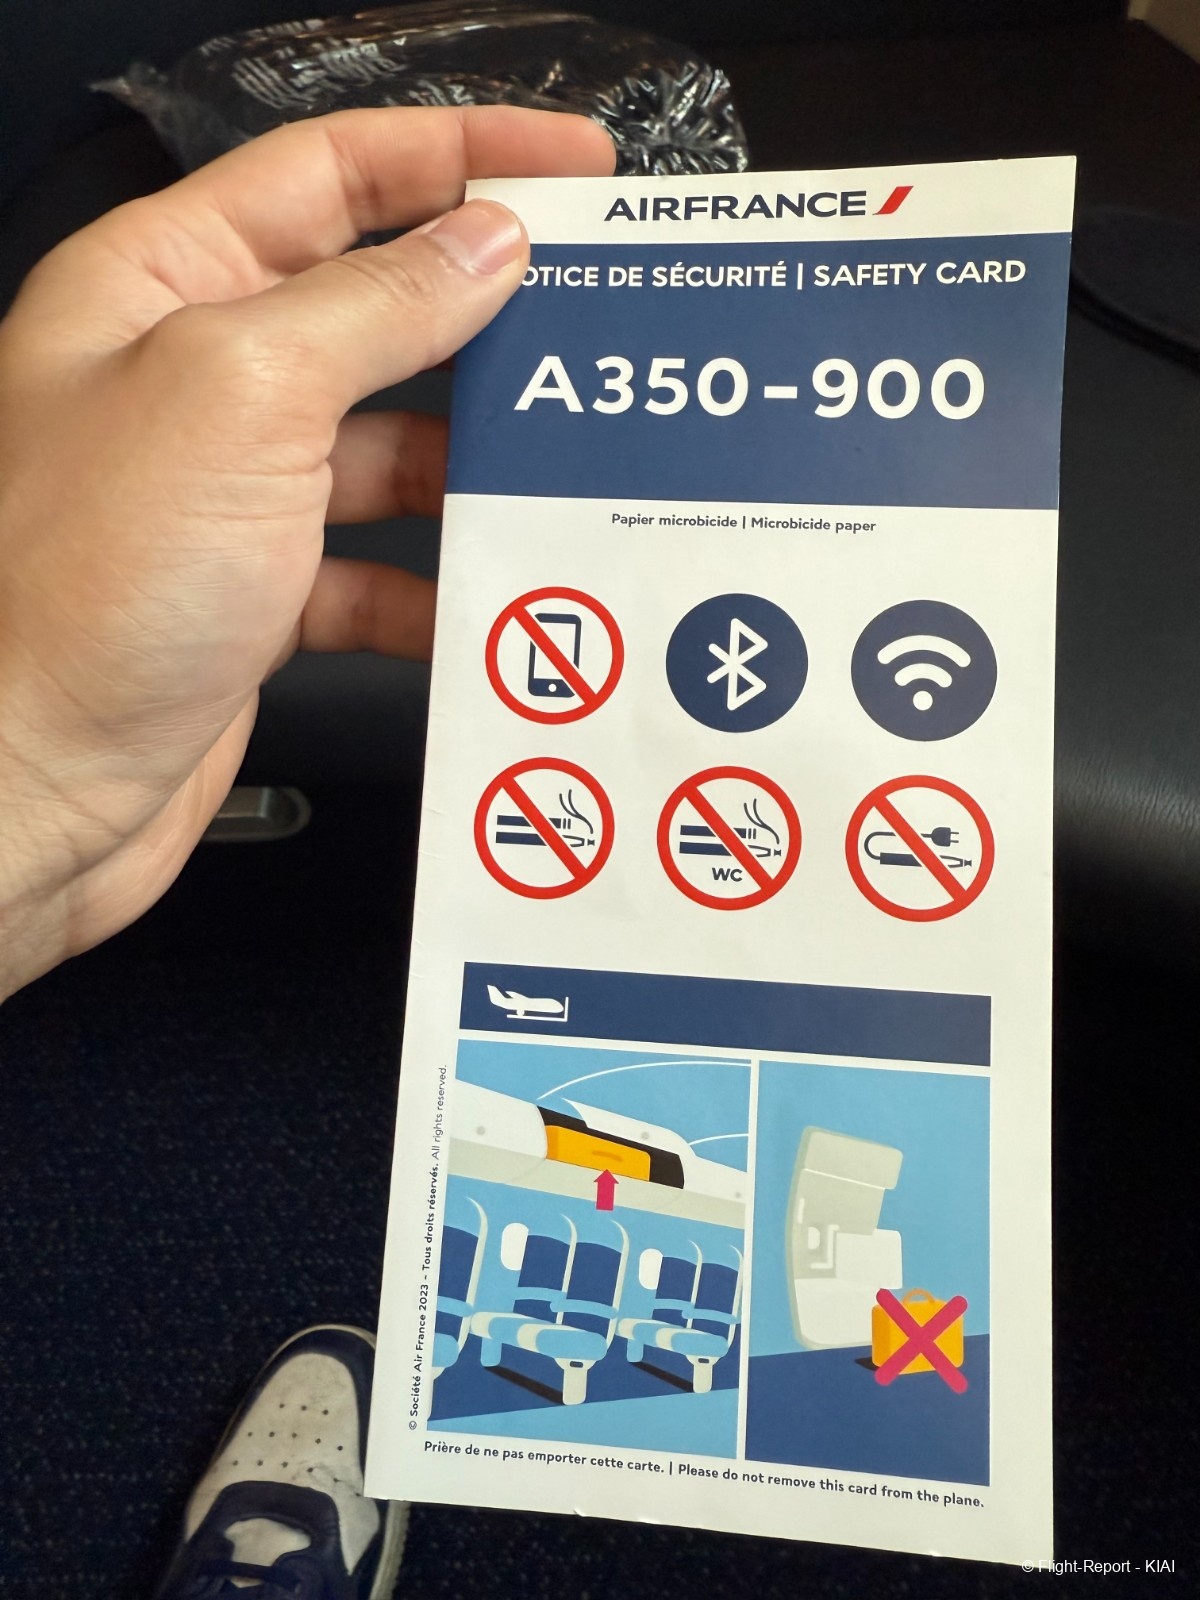 AIRFRANCE
OTICE DE SÉCURITÉ | SAFETY CARD
A350-900
Papier microbicide | Microbicide paper
WC
© Société Air France 2023 - Tous droits réservés. All rights reserved.
Prière de ne pas emporter cette carte. | Please do not remove this card from the plane.
© Flight-Report - KIAI